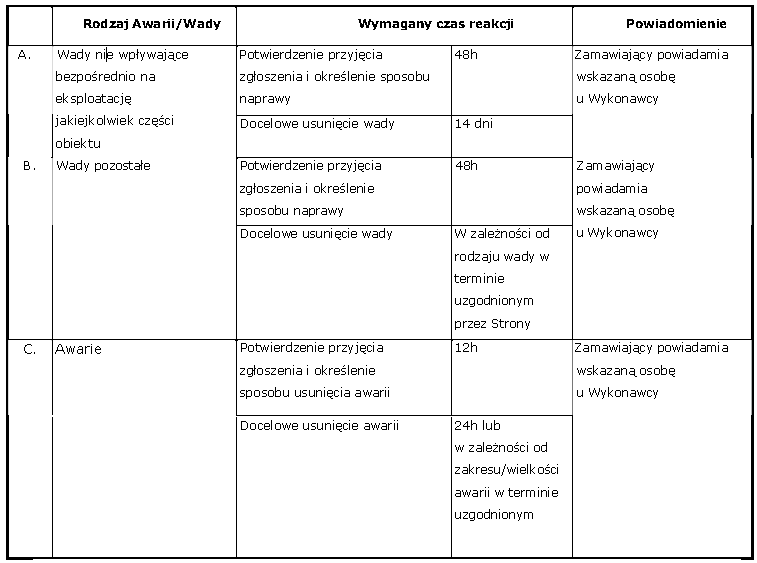 Rodzaj Awarii/Wady
Wymagany czas reakcji
Powiadomienie
A.
Wady nie wpływające
bezpośrednio na
eksploatację
jakiejkolwiek części
obiektu
Potwierdzenie przyjęcia
zgłoszenia i określenie sposobu
naprawy
48h
Docelowe usunięcie wady
14 dni
Zamawiający powiadamia
wskazaną osobę
u Wykonawcy
B.
Wady pozostałe
Potwierdzenie przyjęcia
zgłoszenia i określenie
sposobu naprawy
48h
Docelowe usunięcie wady
W zależności od
rodzaju wady w
terminie
uzgodnionym
przez Strony
Zamawiający
powiadamia
wskazaną osobę
u Wykonawcy
C.
Awarie
Potwierdzenie przyjęcia
zgłoszenia i określenie
sposobu usunięcia awarii
12h
Docelowe usunięcie awarii
24h lub
w zależności od
zakresu/wielkości
awarii w terminie
uzgodnionym
Zamawiający powiadamia
wskazaną osobę
u Wykonawcy